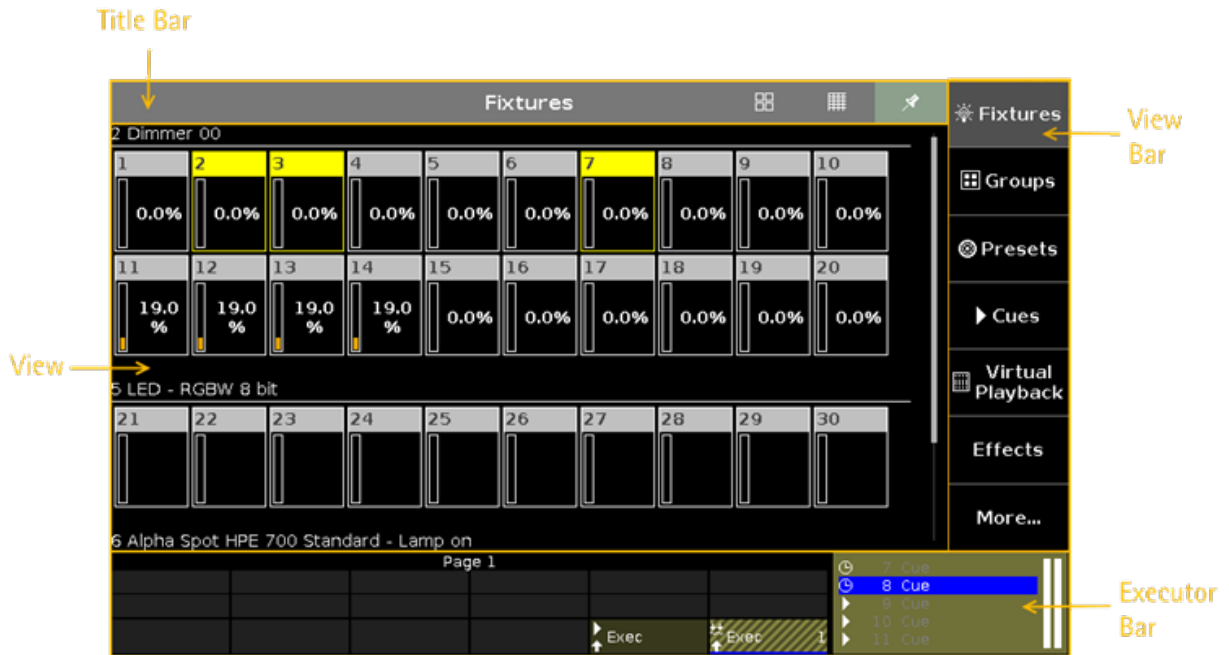 Title Bar
Fixtures
Fixtures
View
Bar
2 Dimmer 00
1 2 3 4 5 6 7 8 9 10
0.0% 0.0% 0.0% 0.0% 0.0% 0.0% 0.0% 0.0% 0.0% 0.0%
Groups
Presets
11 12 13 14 15 16 17 18 19 20
19.0 % 19.0 % 19.0 % 19.0 % 0.0% 0.0% 0.0% 0.0% 0.0% 0.0%
Cues
View
Virtual
Playback
5 LED - RGBW 8 bit
21 22 23 24 25 26 27 28 29 30
Effects
More...
6 Alpha Spot HPE 700 Standard - Lamp on
Page 1
7 Cue
8 Cue
9 Cue
10 Cue
11 Cue
Exec
Exec 1
Executor
Bar